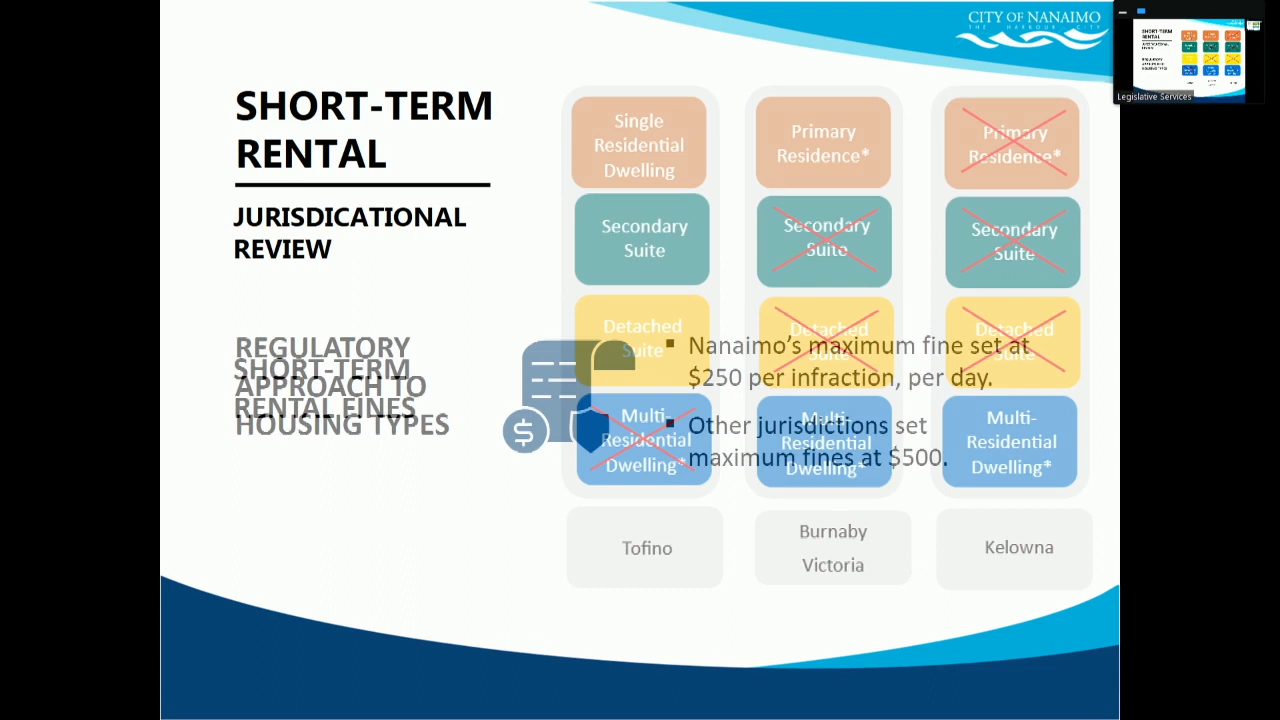 CITY OF NANAIMO
THE HARBOUR CITY
Legislative Services
SHORT-TERM
RENTAL
JURISDICATIONAL
REVIEW
REGULATORY
APPROACH TO
HOUSING TYPES
SHORT-TERM
RENTAL FINES
Single
Residential
Dwelling
Secondary
Suite
Detached
Suite
Multi-
Residential
Dwelling*
Tofino
Primary
Residence*
Secondary
Suite
Detached
Suite
Multi-
Residential
Dwelling*
Burnaby
Victoria
Primary
Residence*
Secondary
Suite
Detached
Suite
Multi-
Residential
Dwelling*
Kelowna
$
▪ Nanaimo’s maximum fine set at
$250 per infraction, per day.
▪ Other jurisdictions set
maximum fines at $500.